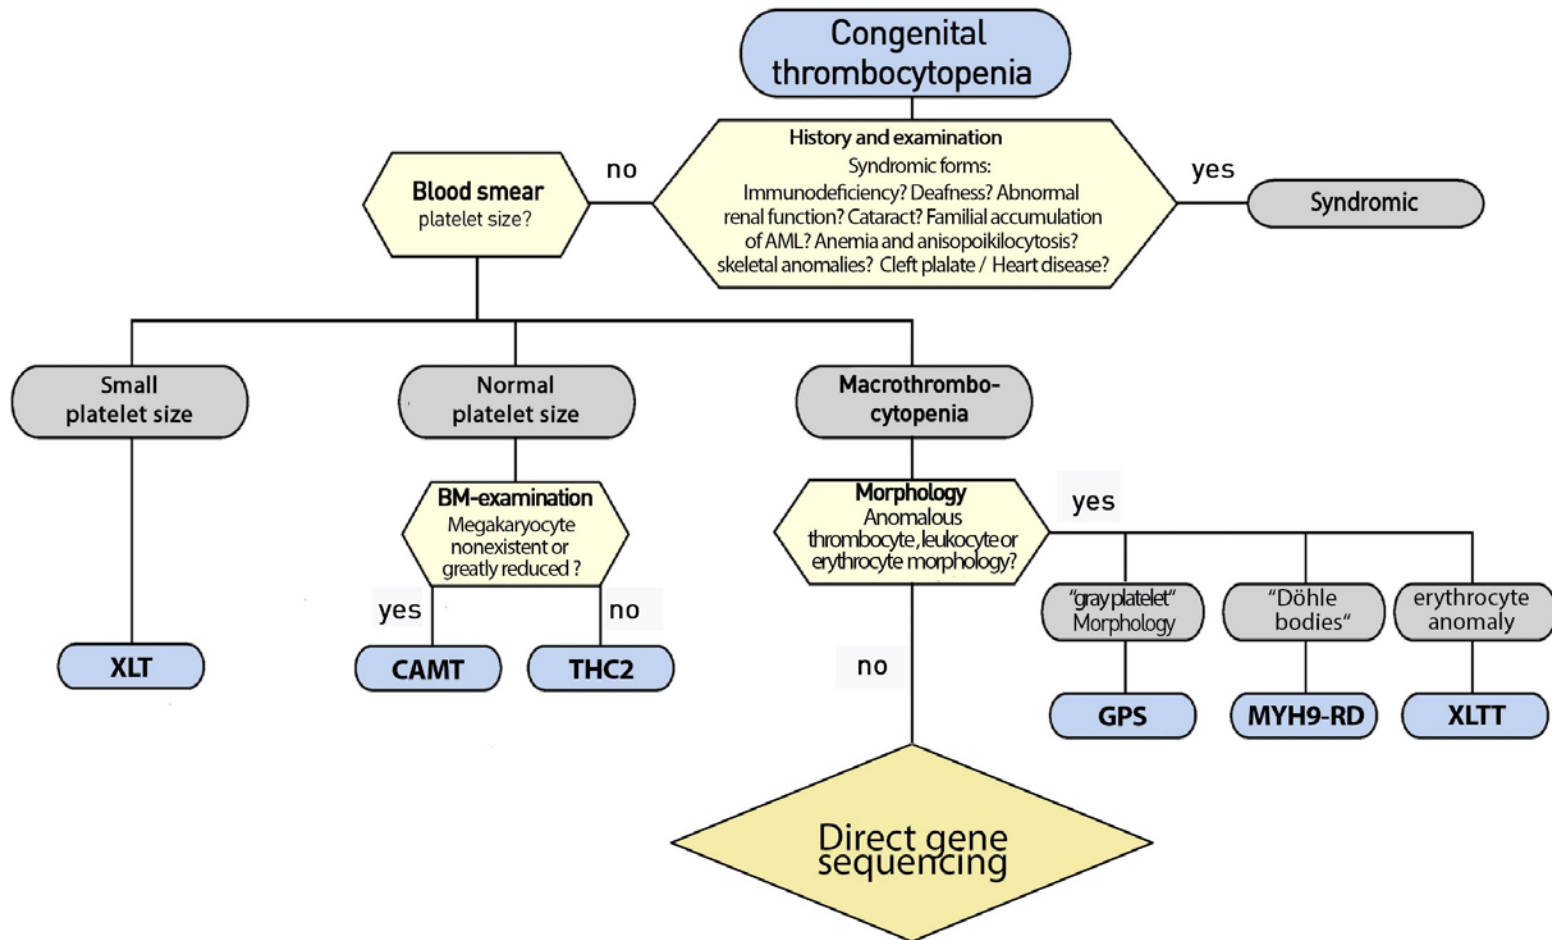 Congenital
thrombocytopenia
History and examination
Syndromic forms:
Immunodeficiency? Deafness? Abnormal
renal function? Cataract? Familial accumulation
of AML? Anemia and anisopoikilocytosis?
skeletal anomalies? Cleft plalate / Heart disease?
no
yes
Blood smear
platelet size?
Syndromic
Small
platelet size
Normal
platelet size
Macrothrombo-
cytopenia
BM-examination
Megakaryocyte
nonexistent or
greatly reduced ?
Morphology
Anomalous
thrombocyte, leukocyte or
erythrocyte morphology?
yes
yes
no
"gray platelet"
Morphology
"Döhle
bodies"
erythrocyte
anomaly
XLT
CAMT
THC2
no
GPS
MYH9-RD
XLTT
Direct gene
sequencing